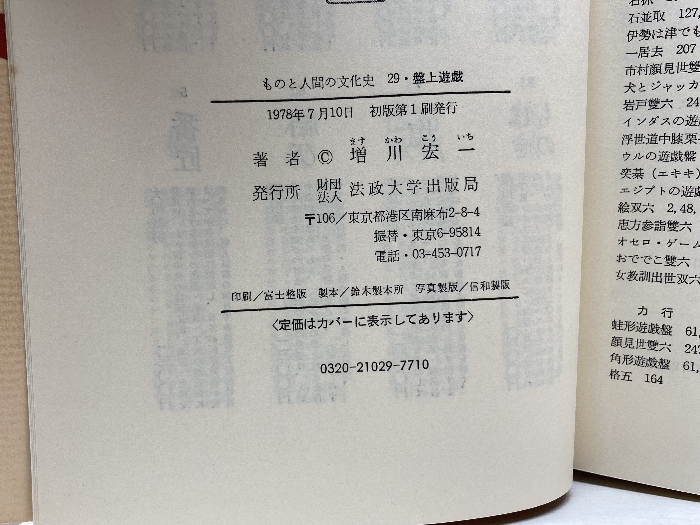 ものと人間の文化史 29・盤上遊戯
1978年7月10日 初版第1刷発行
ます かわ こう いち
著者 © 増川宏一
発行所 財団法人 法政大学出版局
〒106/東京都港区南麻布2-8-4
振替・東京6-95814
電話・03-453-0717
印刷/富士整版 製本/鈴木製本所 写真製版/信和製版
〈定価はカバーに表示してあります〉
0320-21029-7710
石並取 127,
伊勢は津でも
一居去 207
市村顔見世雙
犬とジャッカ
岩戸雙六 24
インダスの遊
浮世道中膝栗
ウルの遊戯盤
突棊(エキキ)
エジプトの遊戯
絵双六 2, 48,
恵方参詣雙六
オセロ・ゲーム
おででこ雙六
女教訓出世双六
カ行
蛙形遊戯盤 61,
顔見世雙六 247
角形遊戯盤 61,
格五 164